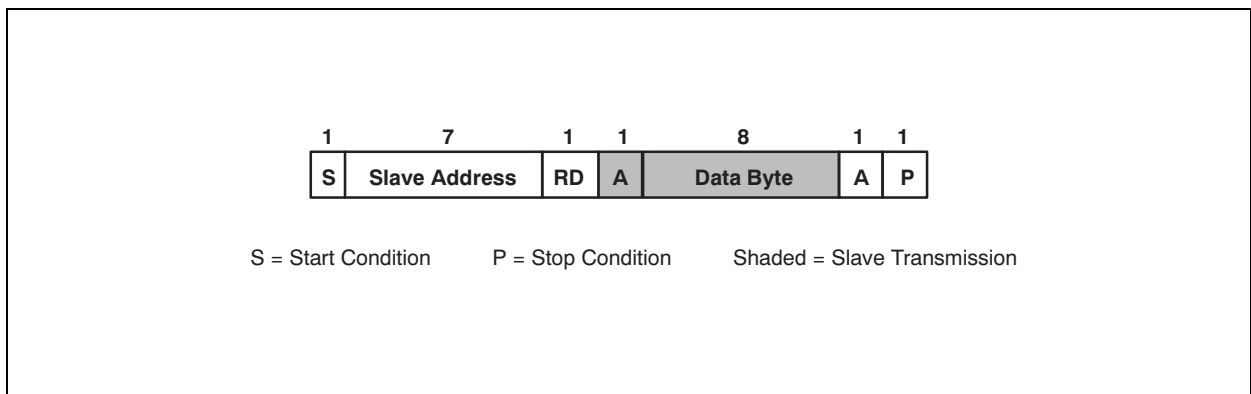 1 7 1 1 8 1 1
S Slave Address RD A Data Byte A P
S = Start Condition P = Stop Condition Shaded = Slave Transmission